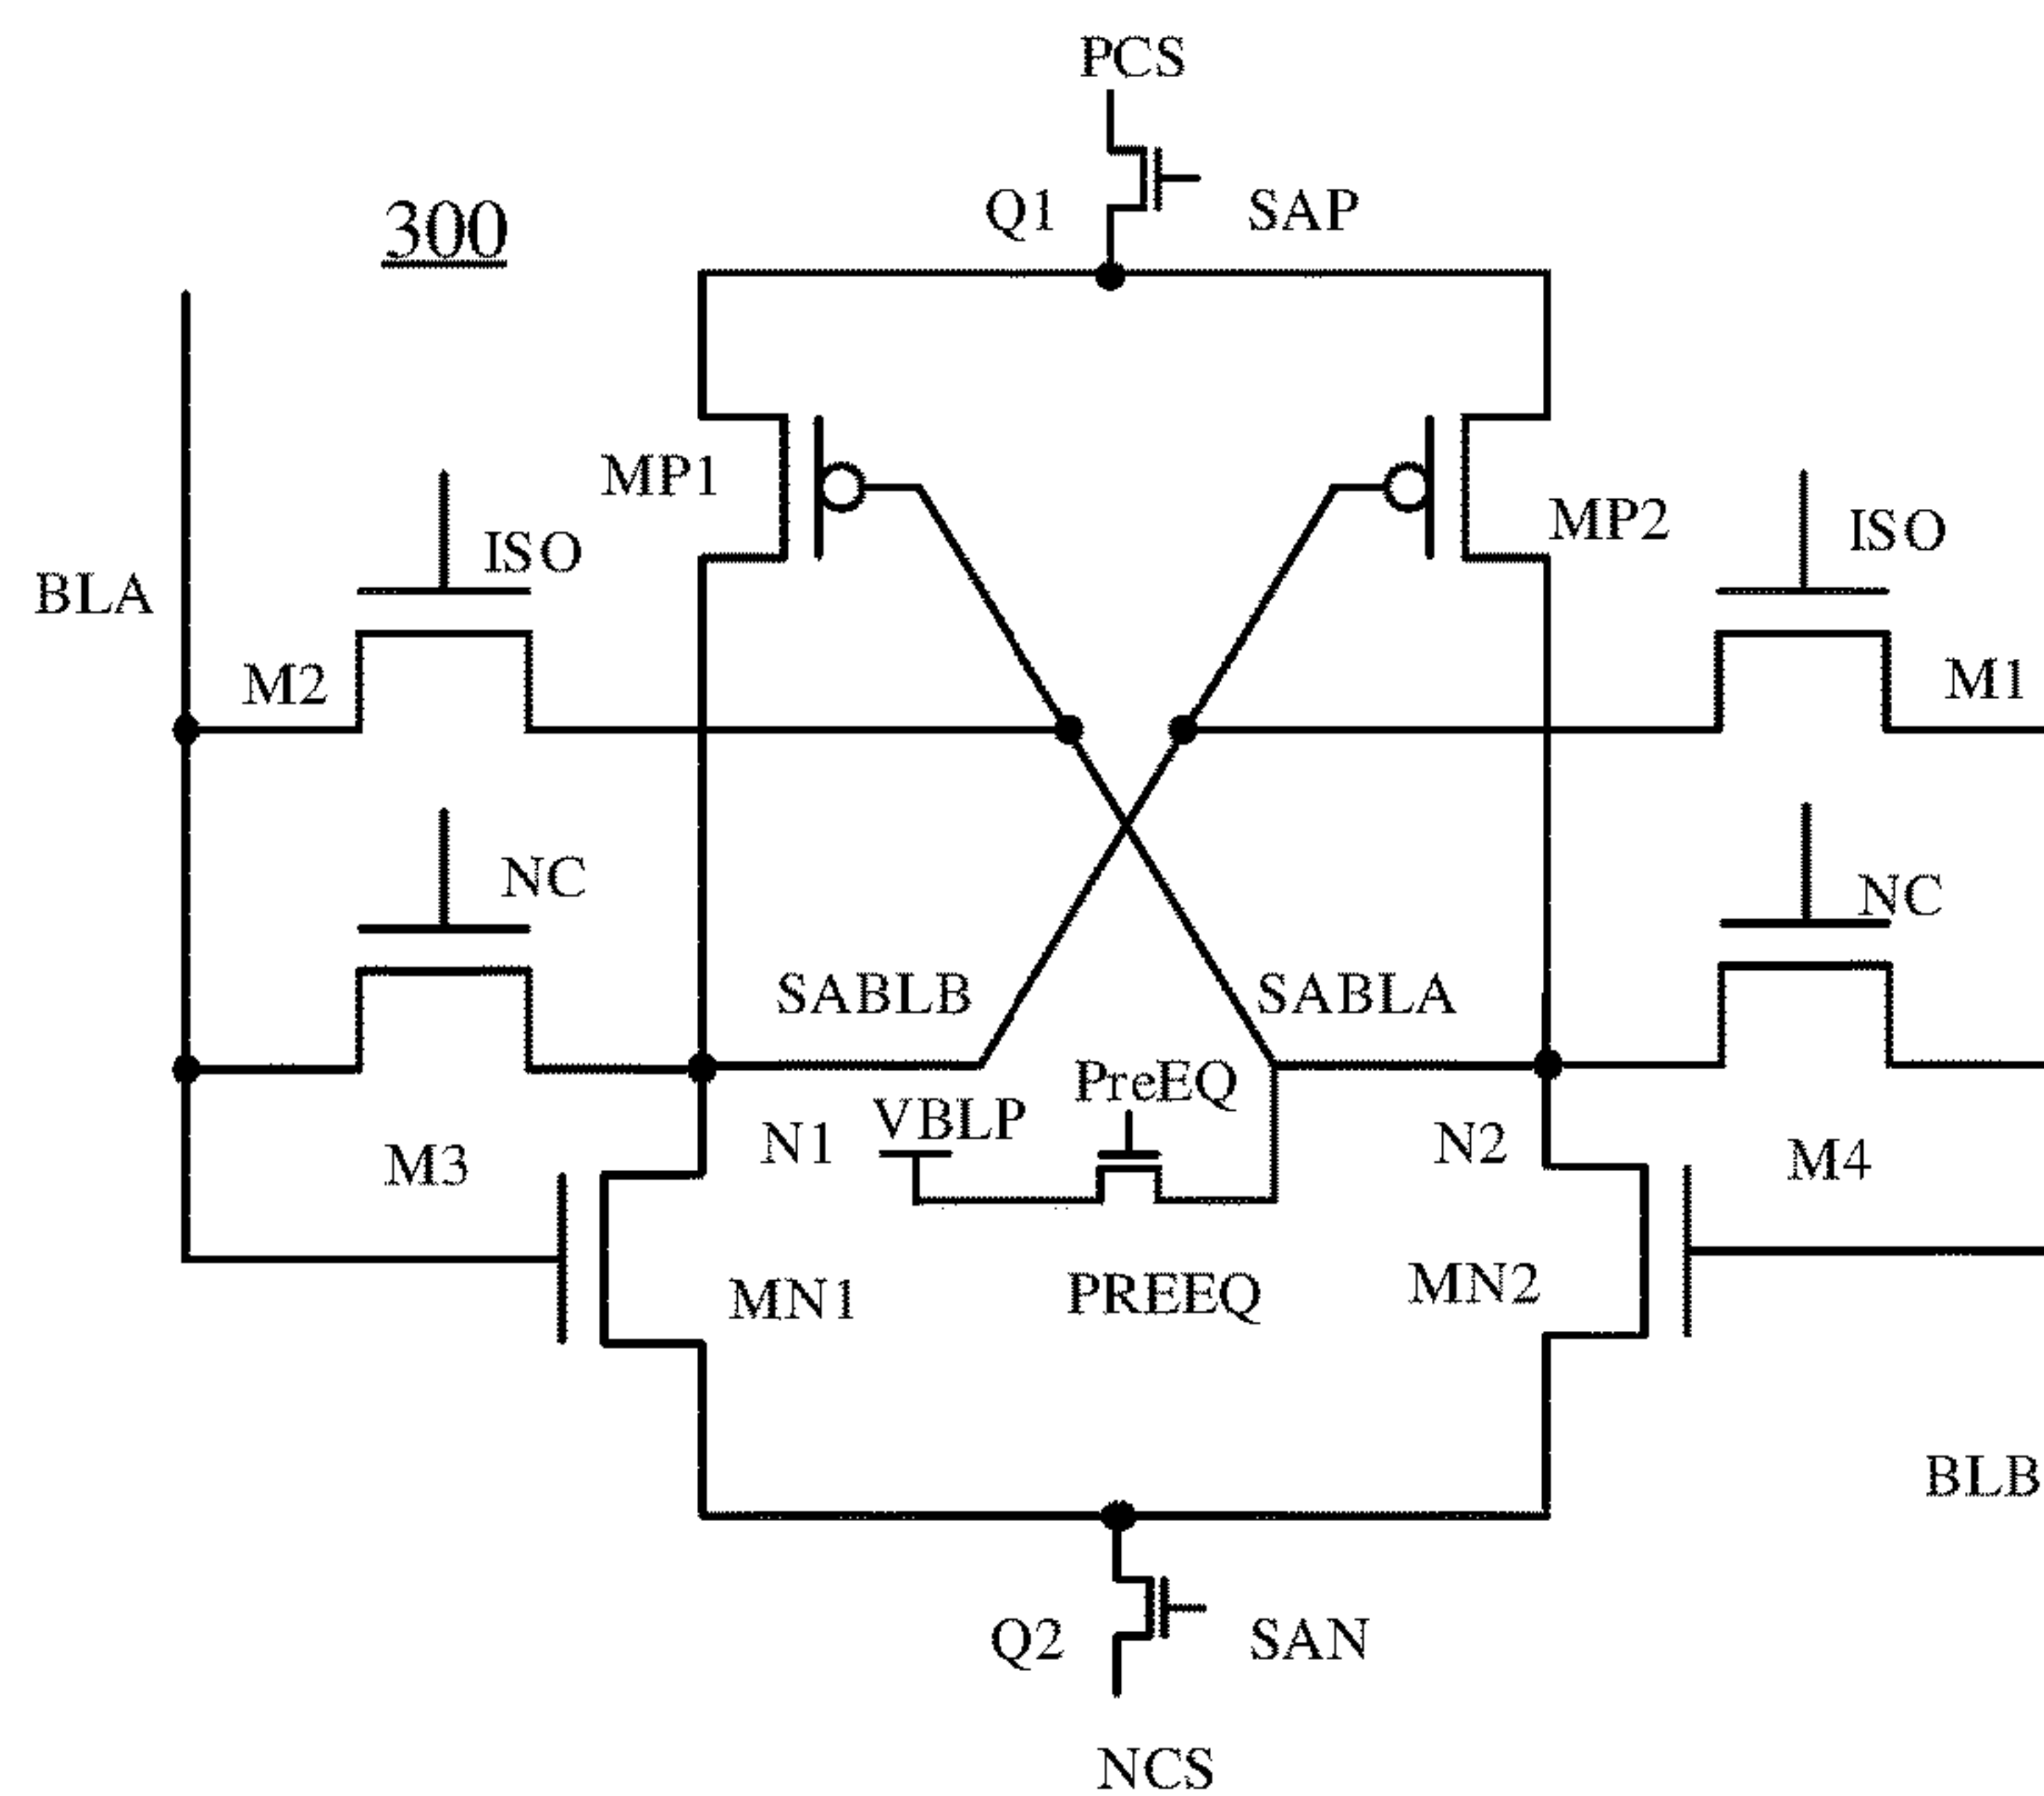 PCS
Q1
SAP
300
MP1
MP2
ISO
ISO
BLA
M2
M1
NC
NC
SABLB
SABLA
PreEQ
VBLP
N1
N2
M3
M4
MN1
PREEQ
MN2
BLB
Q2
SAN
NCS